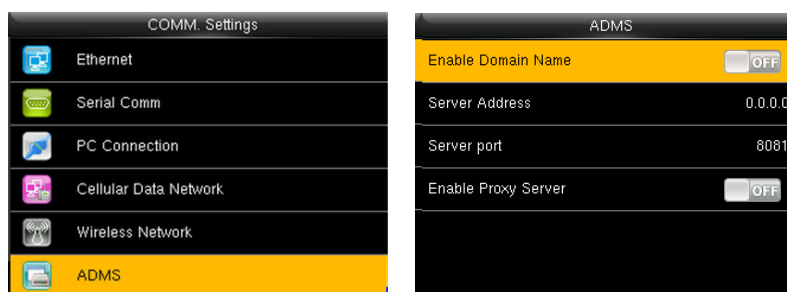 COMM. Settings
Ethernet
Serial Comm
PC Connection
Cellular Data Network
Wireless Network
ADMS
ADMS
Enable Domain Name OFF
Server Address 0.0.0.0
Server port 8081
Enable Proxy Server OFF